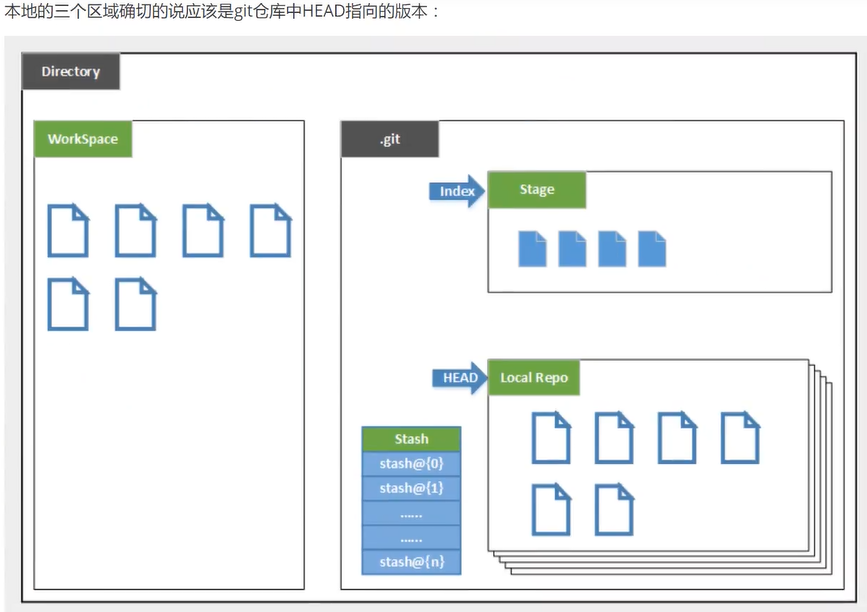 本地的三个区域确切的说应该是git仓库中HEAD指向的版本：
Directory
WorkSpace
.git
Index
Stage
HEAD
Local Repo
Stash
stash@{0}
stash@{1}
......
......
stash@{n}